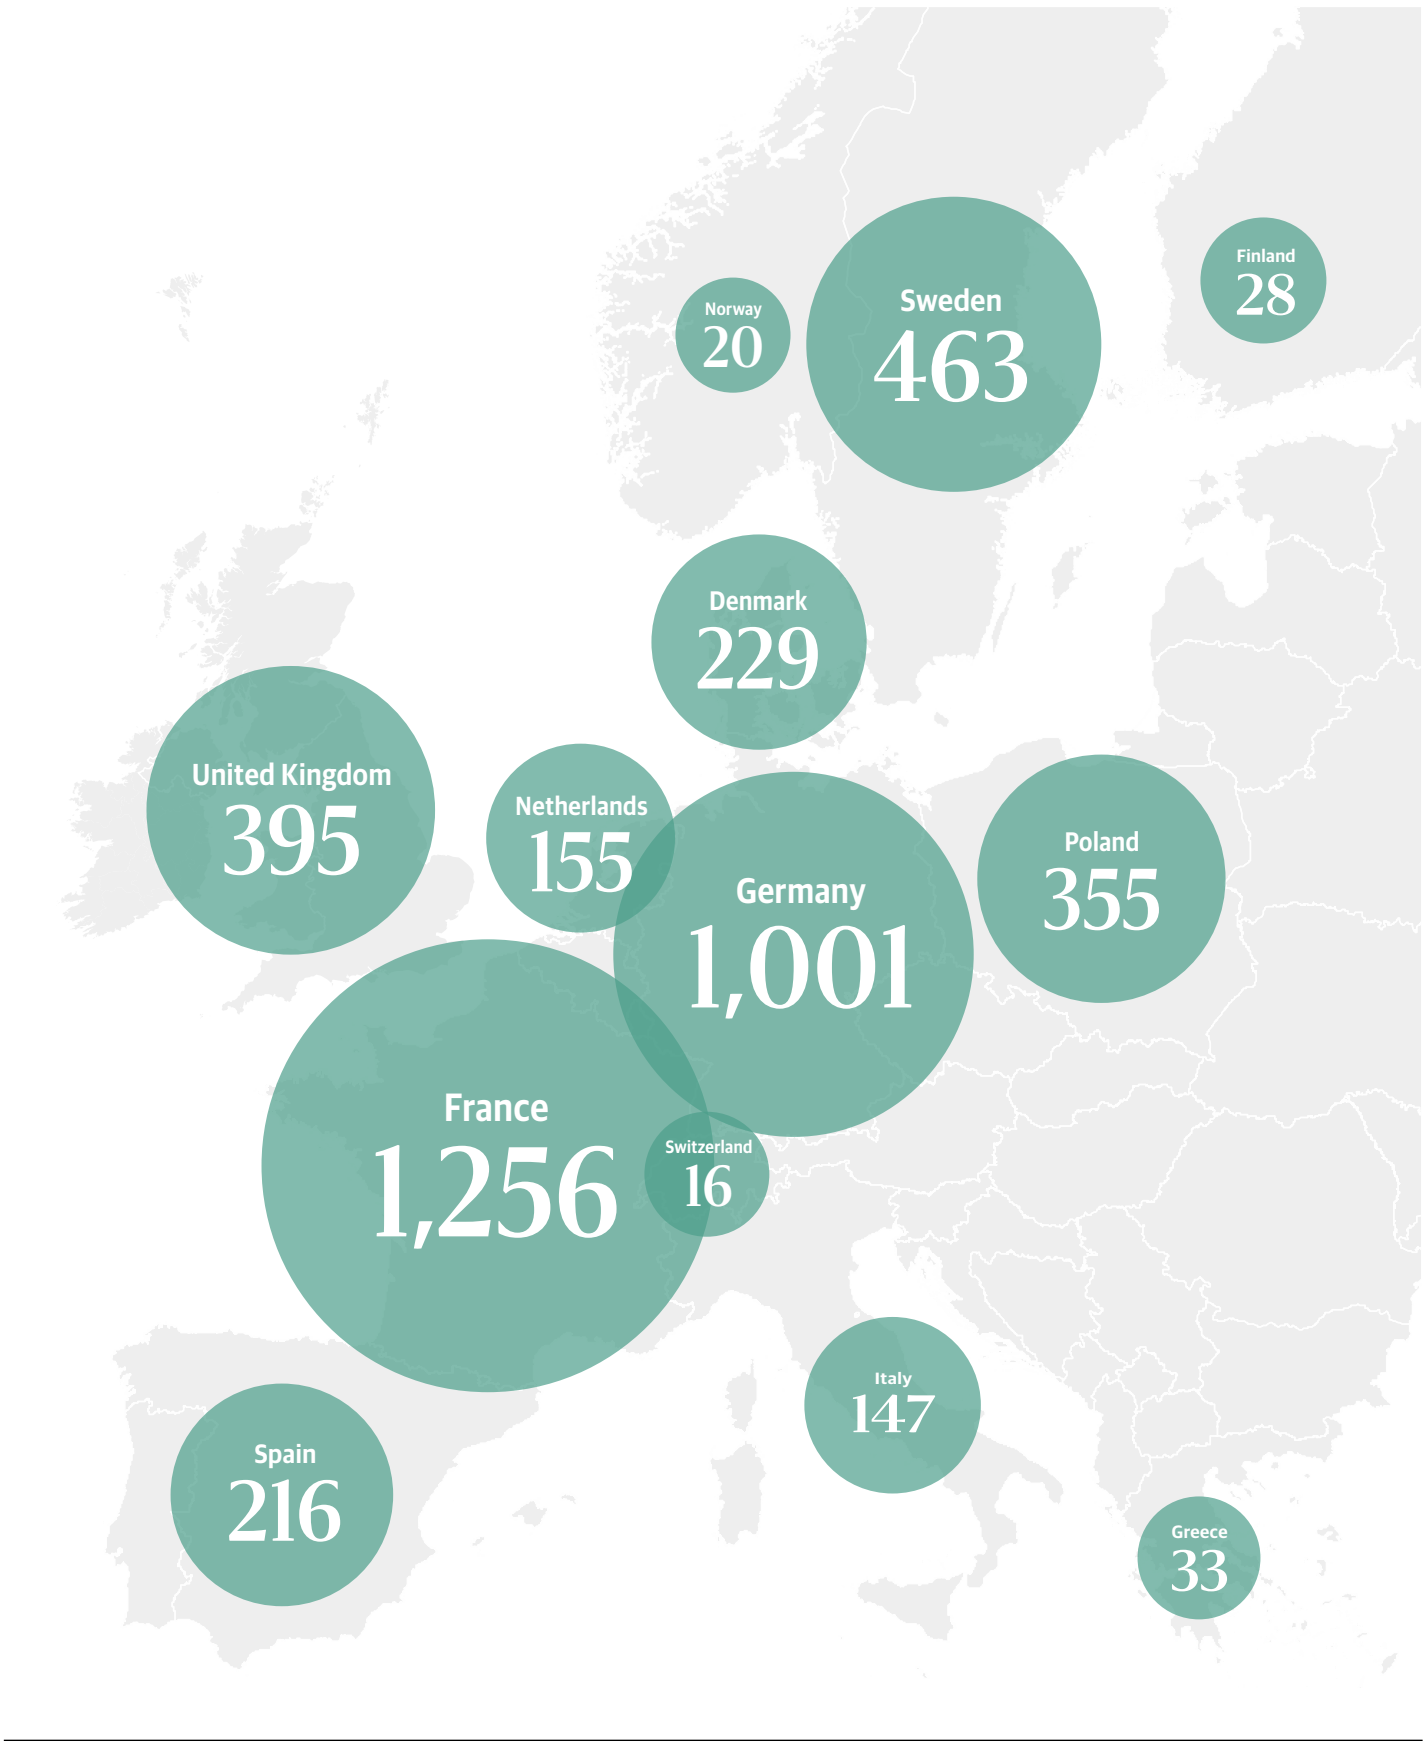 Finland
28
Sweden
463
Norway
20
Denmark
229
United Kingdom
395
Netherlands
155
Poland
355
Germany
1,001
France
1,256
Switzerland
16
Italy
147
Spain
216
Greece
33